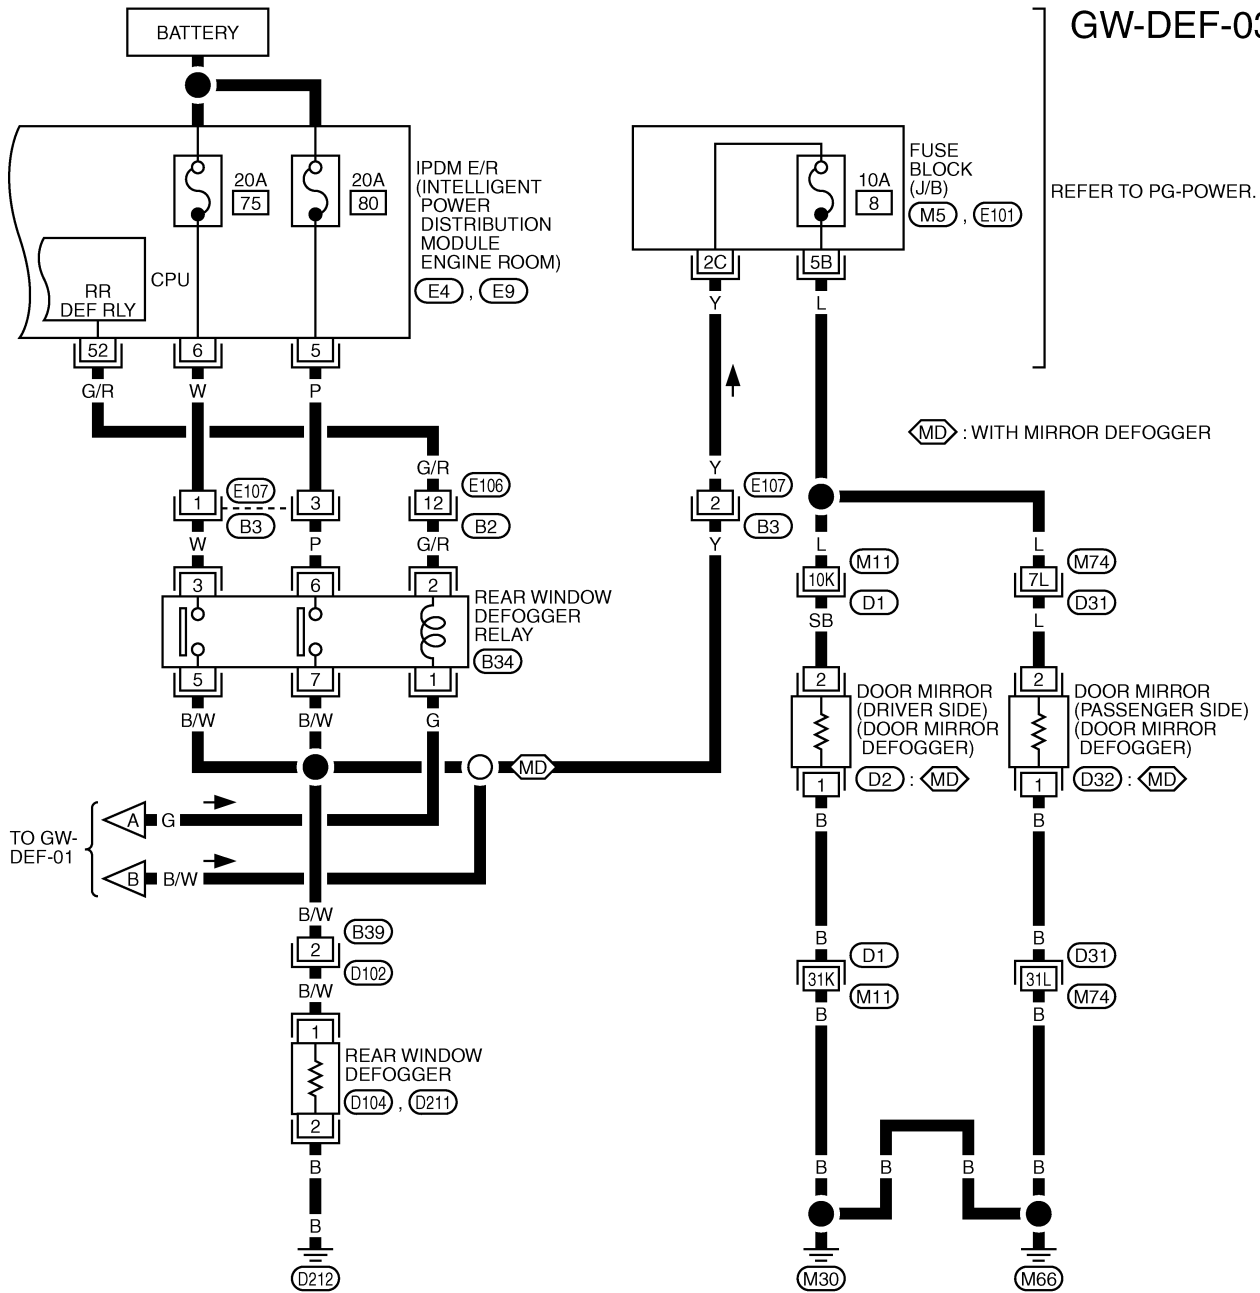 BATTERY
GW-DEF-03
IPDM E/R
(INTELLIGENT
POWER
DISTRIBUTION
MODULE
ENGINE ROOM)
E4 , E9
20A
75
20A
80
CPU
RR
DEF RLY
FUSE
BLOCK
(J/B)
M5 , E101
10A
8
REFER TO PG-POWER.
52 6 5
2C 5B
G/R W P
Y L
MD : WITH MIRROR DEFOGGER
G/R
Y
1 E107 3 12 E106
B3 B2
2 E107
B3
W P G/R
Y L L
3 6 2
10K M11
D1
7L M74
D31
REAR WINDOW
DEFOGGER
RELAY
B34
SB L
5 7 1
2 2
B/W B/W G
DOOR MIRROR
(DRIVER SIDE)
(DOOR MIRROR
DEFOGGER)
D2 : MD
DOOR MIRROR
(PASSENGER SIDE)
(DOOR MIRROR
DEFOGGER)
D32 : MD
MD
1 1
B B
TO GW-
DEF-01
A G
B B/W
B/W
2 B39
D102
B/W
B B
31K D1
M11
31L D31
M74
B B
1
REAR WINDOW
DEFOGGER
D104 , D211
2
B
B B B B
B
D212
M30 M66